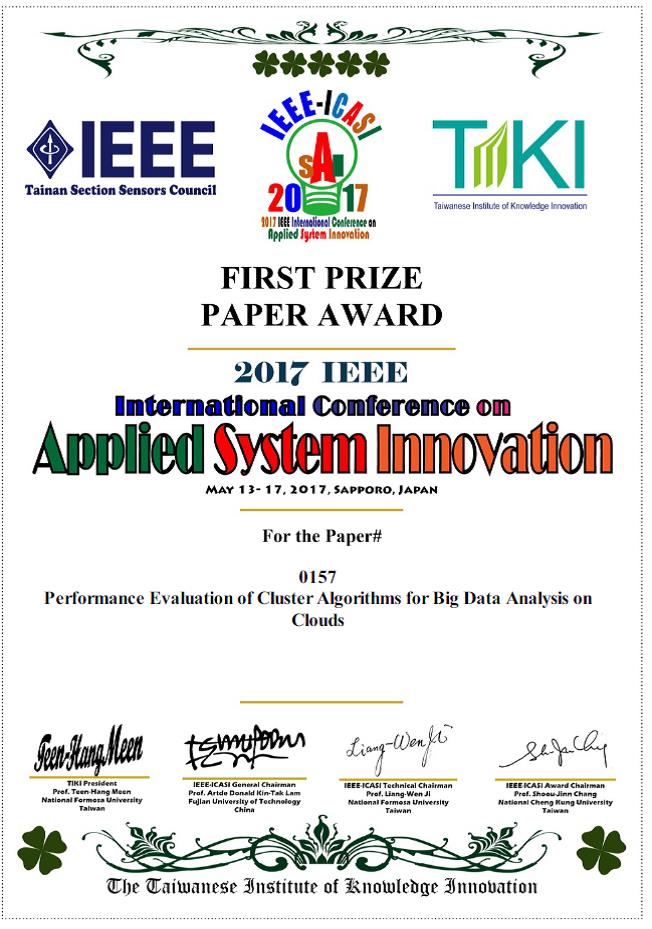 IEEE
Tainan Section Sensors Council
IEEE-ICASI
SAI
2017
2017 IEEE International Conference on
Applied System Innovation
TIKI
Taiwanese Institute of Knowledge Innovation
FIRST PRIZE
PAPER AWARD
2017 IEEE
International Conference on
Applied System Innovation
May 13- 17, 2017, Sapporo, Japan
For the Paper#
0157
Performance Evaluation of Cluster Algorithms for Big Data Analysis on
Clouds
Teen-Hang Meen
Liang-Wen Ji
TIKI President
Prof. Teen-Hang Meen
National Formosa University
Taiwan
IEEE-ICASI General Chairman
Prof. Artde Donald Kin-Tak Lam
Fujian University of Technology
China
IEEE-ICASI Technical Chairman
Prof. Liang-Wen Ji
National Formosa University
Taiwan
IEEE-ICASI Award Chairman
Prof. Shoou-Jinn Chang
National Cheng Kung University
Taiwan
The Taiwanese Institute of Knowledge Innovation